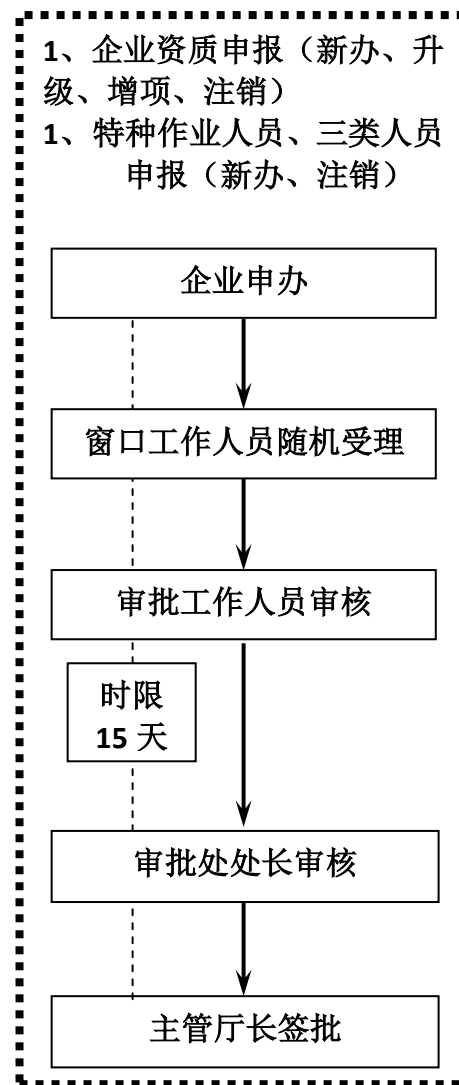 1、企业资质申报（新办、升
级、增项、注销）
1、特种作业人员、三类人员
申报（新办、注销）
企业申办
窗口工作人员随机受理
审批工作人员审核
时限
15 天
审批处处长审核
主管厅长签批